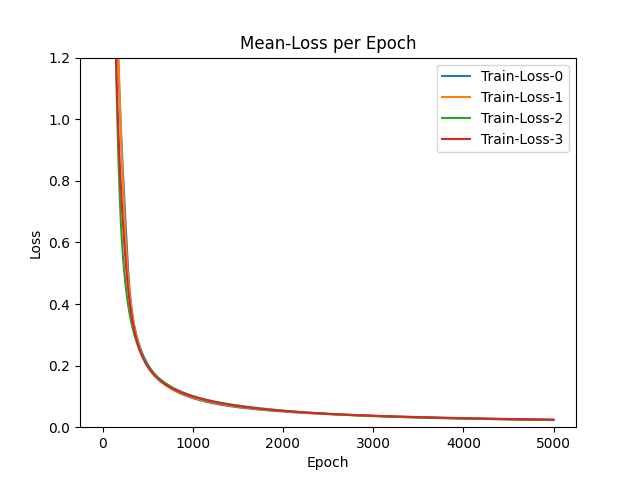 Mean-Loss per Epoch
Train-Loss-0
Train-Loss-1
Train-Loss-2
Train-Loss-3
Loss
1.2
1.0
0.8
0.6
0.4
0.2
0.0
0 1000 2000 3000 4000 5000
Epoch